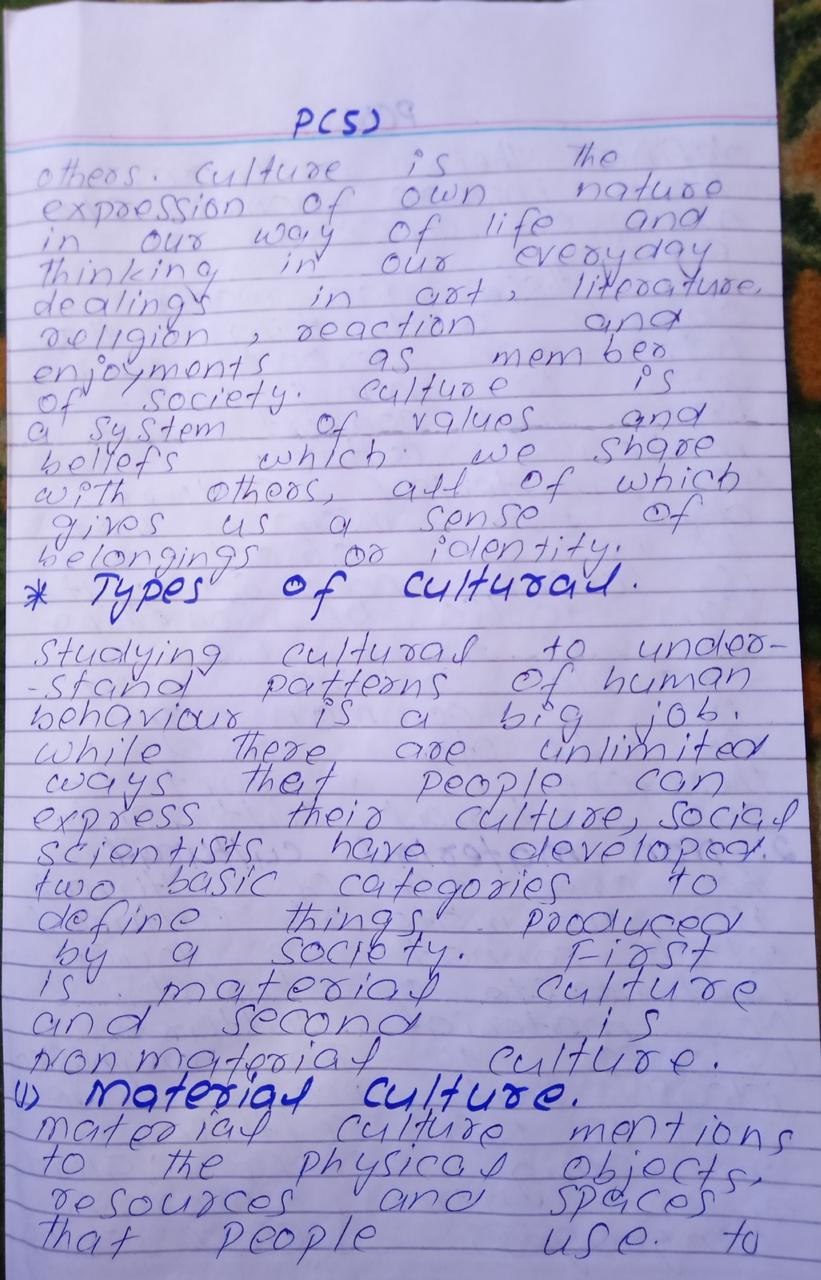 P(5)
others. Culture is the
expression of own nature
in our way of life and
thinking in our everyday
dealings in art, literature,
religion, reaction and
enjoyments as member
of society. Culture is
a system of values and
beliefs which we share
with others, all of which
gives us a sense of
belongings or identity.
* Types of cultural.
Studying cultural to under-
-stand patterns of human
behaviour is a big job.
While there are unlimited
ways that people can
express their culture, social
scientists have developed.
two basic categories to
define things produced
by a society. First
is material culture
and second is
Non material culture.
(1) Material culture.
material culture mentions
to the physical objects,
resources and spaces
that people use. to